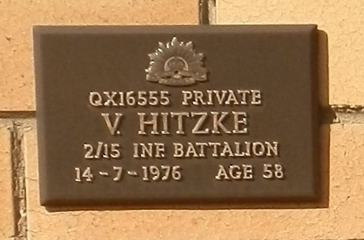 QX16555 PRIVATE
V. HITZKE
2/15 INF. BATTALION
14-7-1976 AGE 58